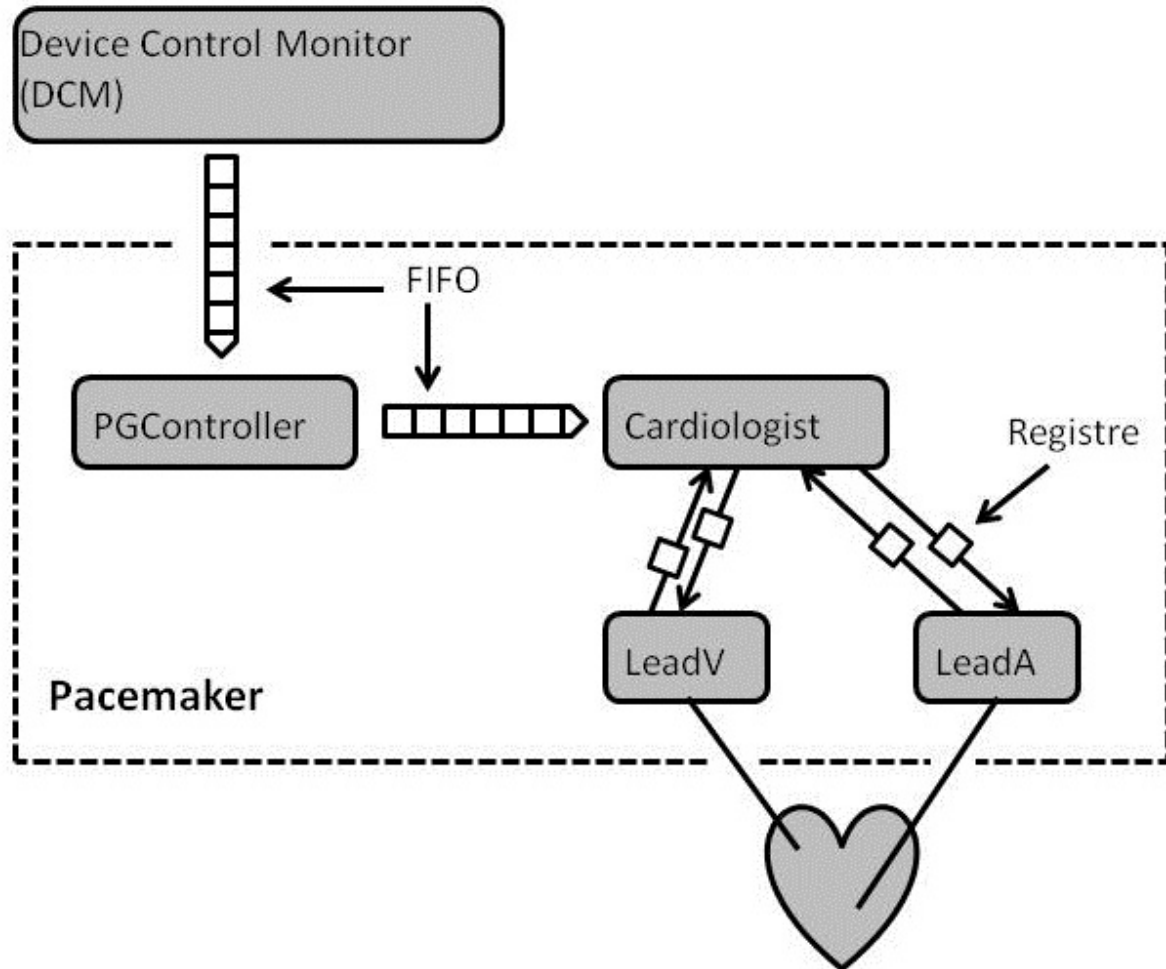 Device Control Monitor
(DCM)
FIFO
PGController
Cardiologist
Registre
LeadV
LeadA
Pacemaker